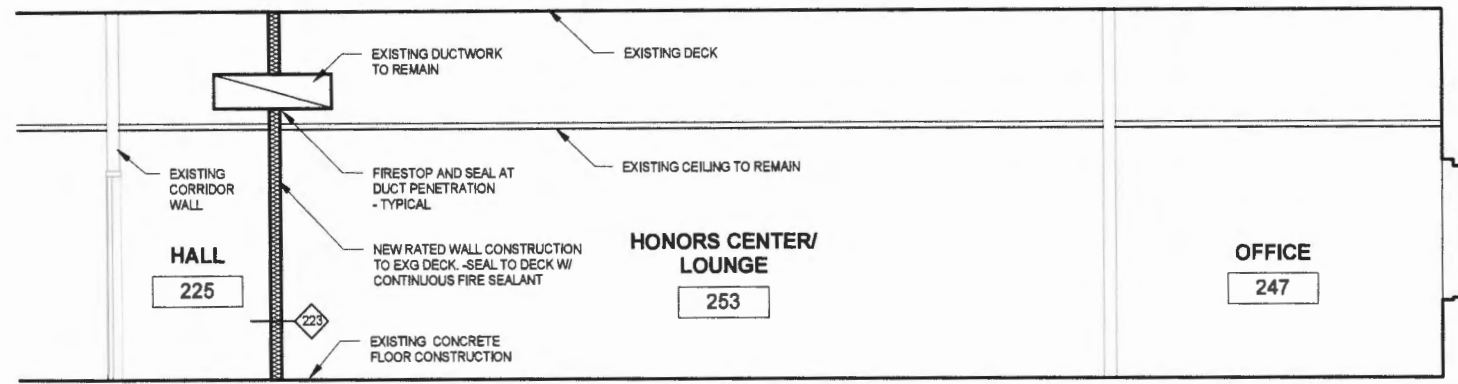 EXISTING DUCTWORK
TO REMAIN
EXISTING DECK
EXISTING
CORRIDOR
WALL
FIRESTOP AND SEAL AT
DUCT PENETRATION
- TYPICAL
EXISTING CEILING TO REMAIN
NEW RATED WALL CONSTRUCTION
TO EXG DECK. -SEAL TO DECK W/
CONTINUOUS FIRE SEALANT
HALL
225
HONORS CENTER/
LOUNGE
253
OFFICE
247
223
EXISTING CONCRETE
FLOOR CONSTRUCTION